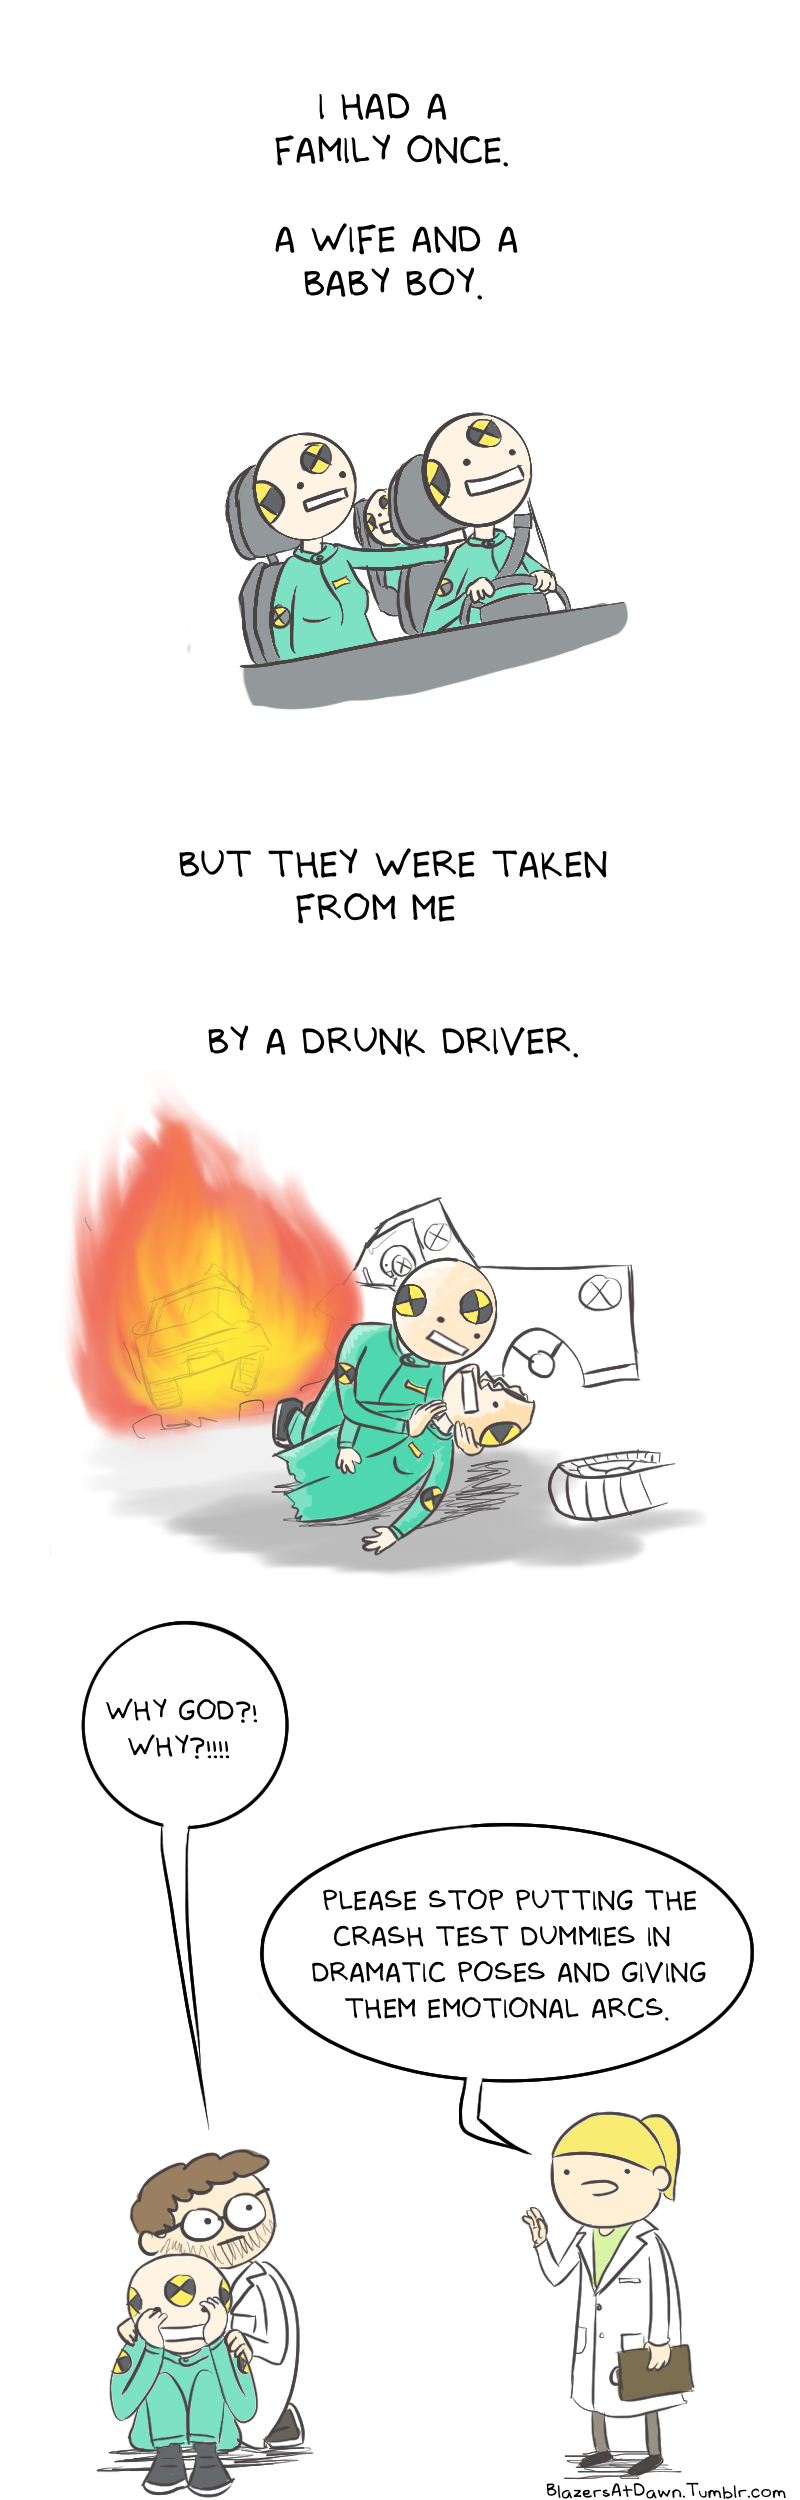 I HAD A
FAMILY ONCE.
A WIFE AND A
BABY BOY.
BUT THEY WERE TAKEN
FROM ME
BY A DRUNK DRIVER.
WHY GOD?!
WHY?!!!!
PLEASE STOP PUTTING THE
CRASH TEST DUMMIES IN
DRAMATIC POSES AND GIVING
THEM EMOTIONAL ARCS.
BlazersAtDawn.Tumblr.com